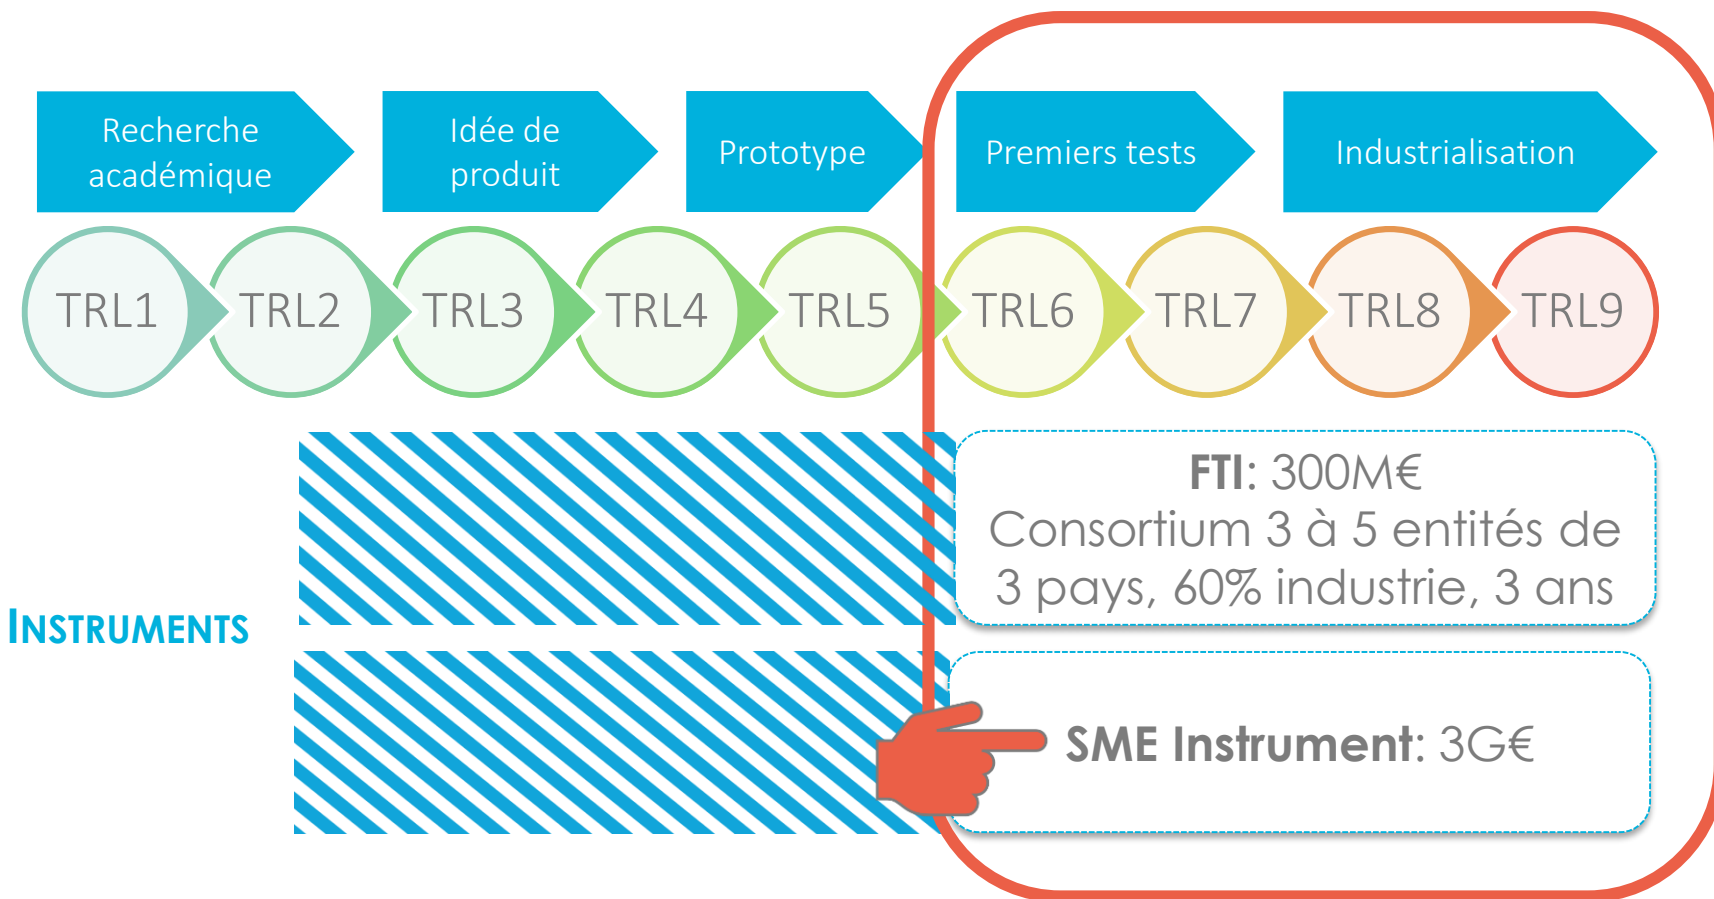 Recherche
académique
Idée de
produit
Prototype
Premiers tests
Industrialisation
TRL1
TRL2
TRL3
TRL4
TRL5
TRL6
TRL7
TRL8
TRL9
FTI: 300M€
Consortium 3 à 5 entités de
3 pays, 60% industrie, 3 ans
INSTRUMENTS
SME Instrument: 3G€